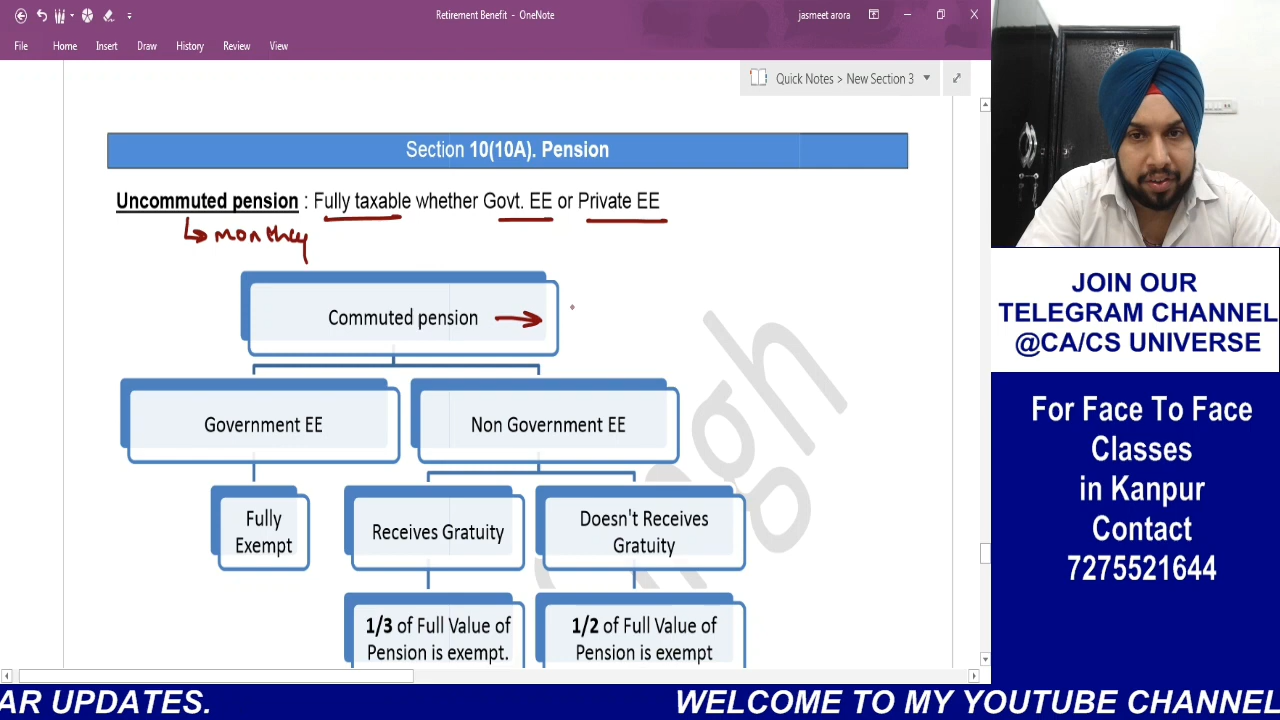 Retirement Benefit - OneNote
jasmeet arora
File Home Insert Draw History Review View
Quick Notes > New Section 3
Section 10(10A). Pension
Uncommuted pension : Fully taxable whether Govt. EE or Private EE
monthly
Commuted pension
Government EE
Non Government EE
Fully
Exempt
Receives Gratuity
Doesn't Receives
Gratuity
1/3 of Full Value of
Pension is exempt.
1/2 of Full Value of
Pension is exempt
ngh
JOIN OUR
TELEGRAM CHANNEL
@CA/CS UNIVERSE
For Face To Face
Classes
in Kanpur
Contact
7275521644
AR UPDATES.
WELCOME TO MY YOUTUBE CHANNEL